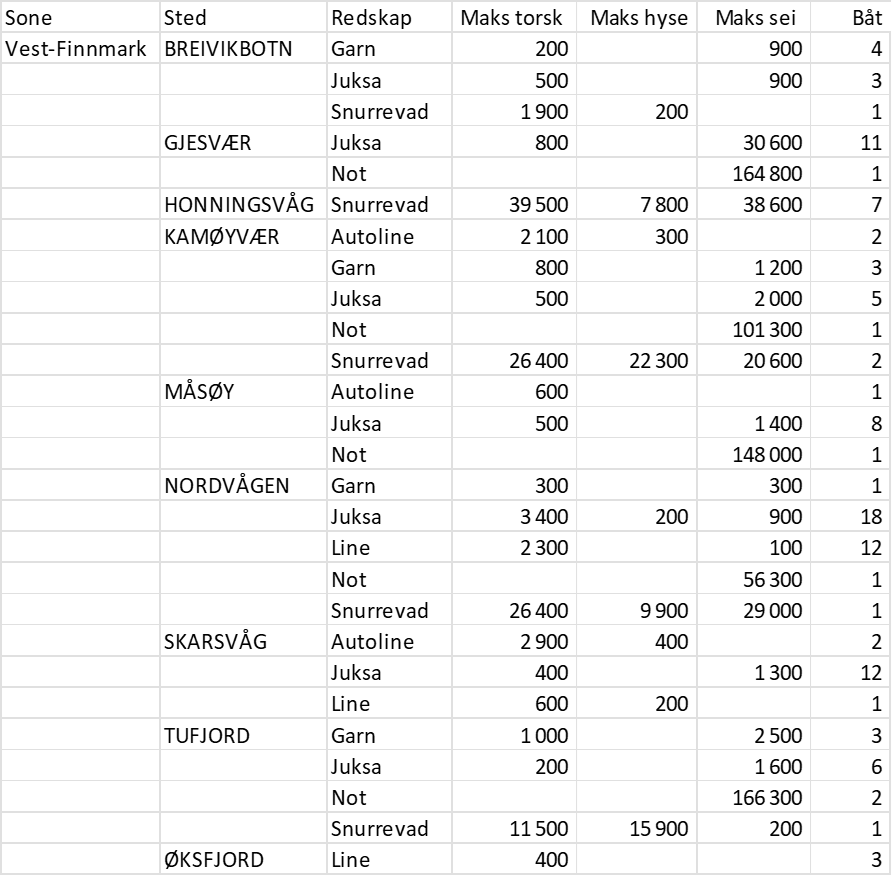 Sone Sted Redskap Maks torsk Maks hyse Maks sei Båt
Vest-Finnmark BREIVIKBOTN Garn 200 900 4
Juksa 500 900 3
Snurrevad 1 900 200 1
GJESVÆR Juksa 800 30 600 11
Not 164 800 1
HONNINGSVÅG Snurrevad 39 500 7 800 38 600 7
KAMØYVÆR Autoline 2 100 300 2
Garn 800 1 200 3
Juksa 500 2 000 5
Not 101 300 1
Snurrevad 26 400 22 300 20 600 2
MÅSØY Autoline 600 1
Juksa 500 1 400 8
Not 148 000 1
NORDVÅGEN Garn 300 300 1
Juksa 3 400 200 900 18
Line 2 300 100 12
Not 56 300 1
Snurrevad 26 400 9 900 29 000 1
SKARSVÅG Autoline 2 900 400 2
Juksa 400 1 300 12
Line 600 200 1
TUFJORD Garn 1 000 2 500 3
Juksa 200 1 600 6
Not 166 300 2
Snurrevad 11 500 15 900 200 1
ØKSFJORD Line 400 3